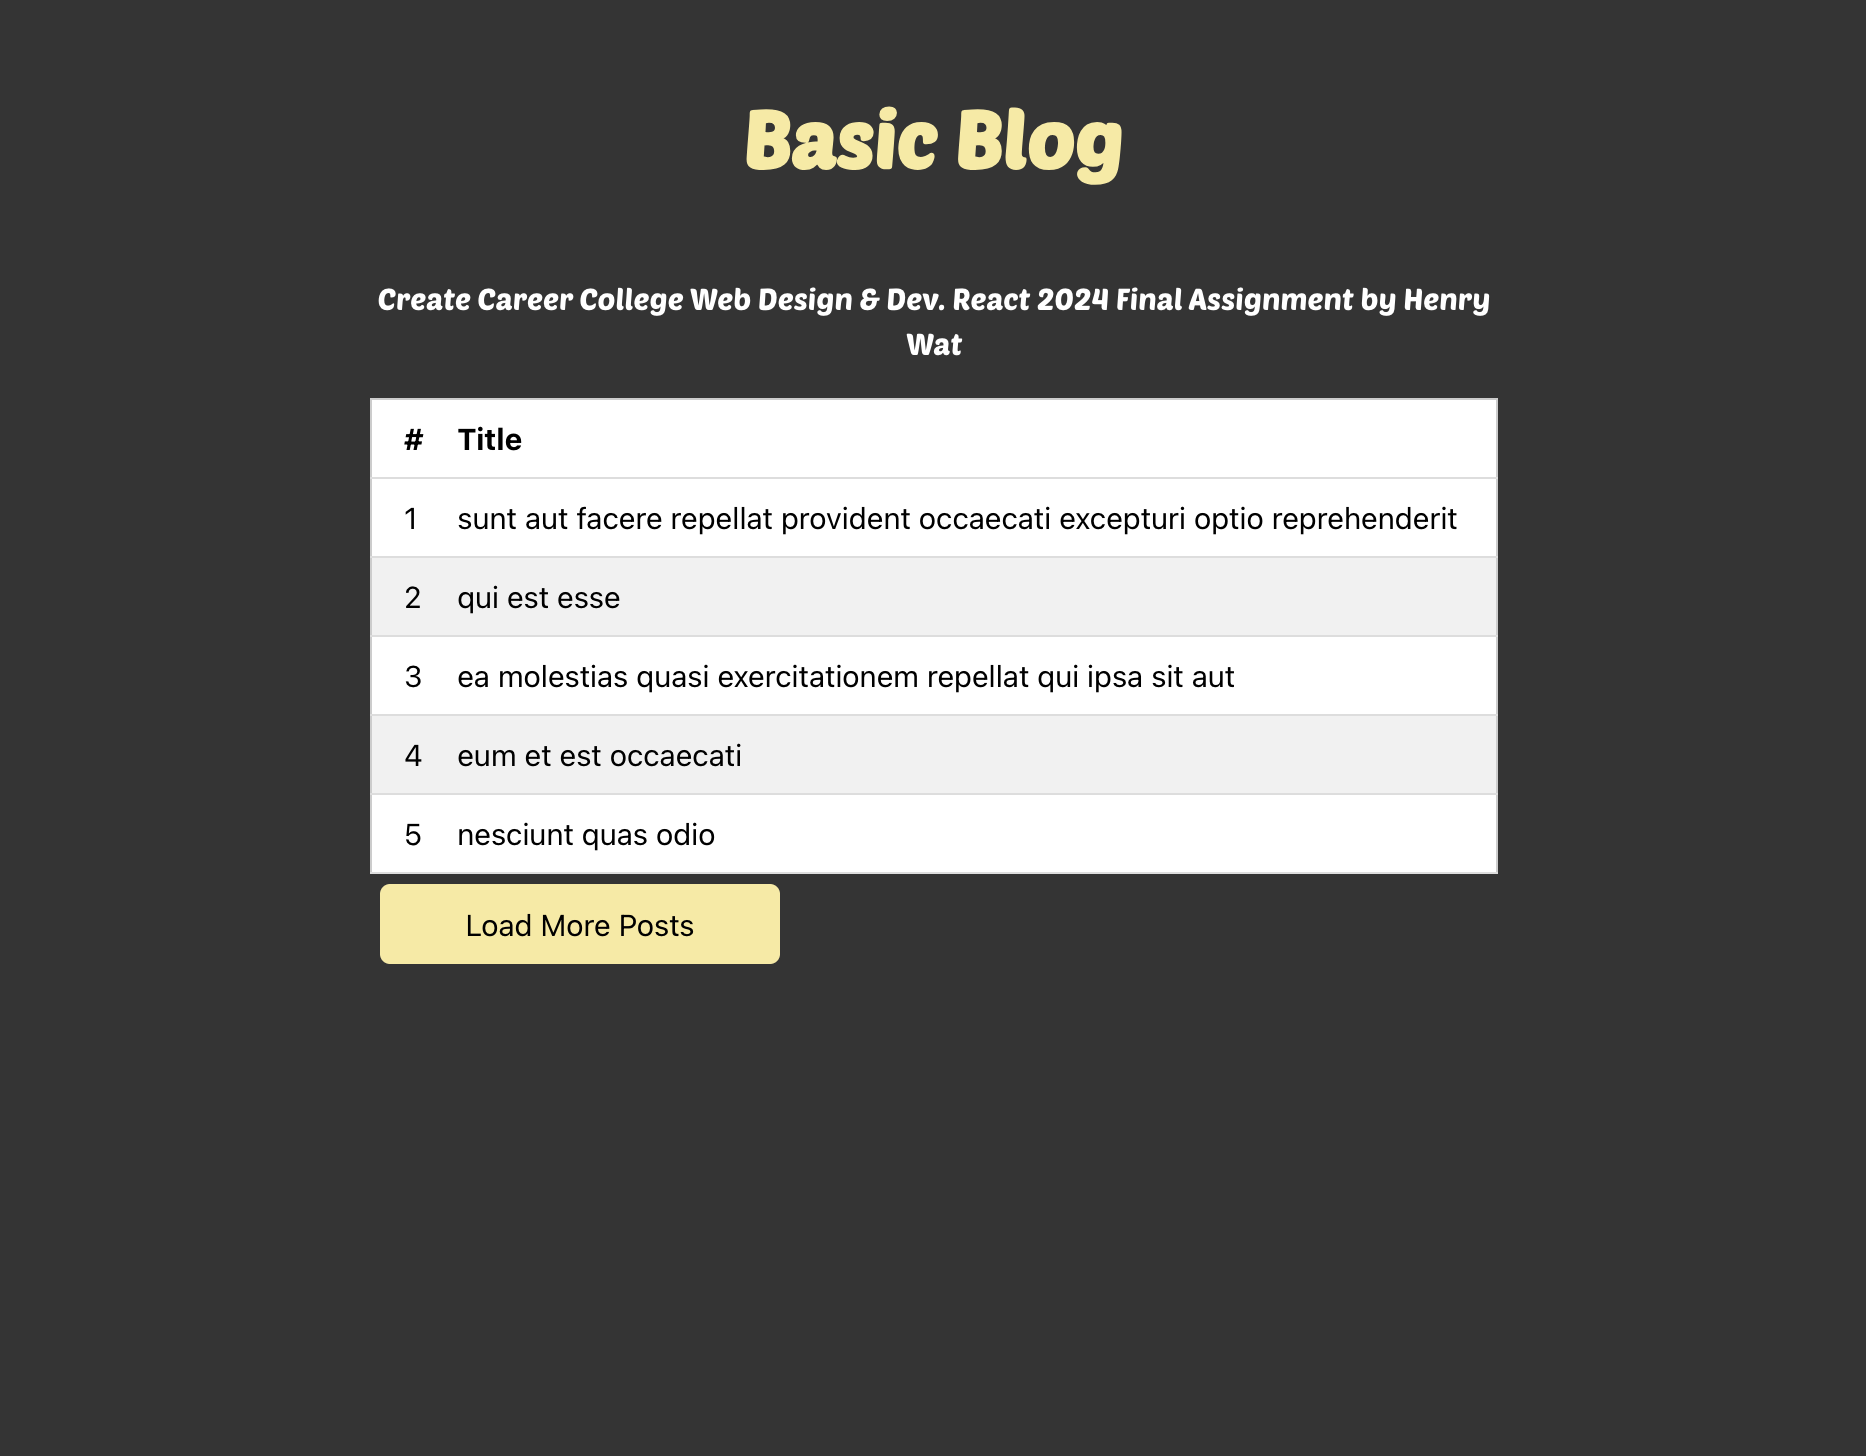 Basic Blog
Create Career College Web Design & Dev. React 2024 Final Assignment by Henry
Wat
# Title
1 sunt aut facere repellat provident occaecati excepturi optio reprehenderit
2 qui est esse
3 ea molestias quasi exercitationem repellat qui ipsa sit aut
4 eum et est occaecati
5 nesciunt quas odio
Load More Posts